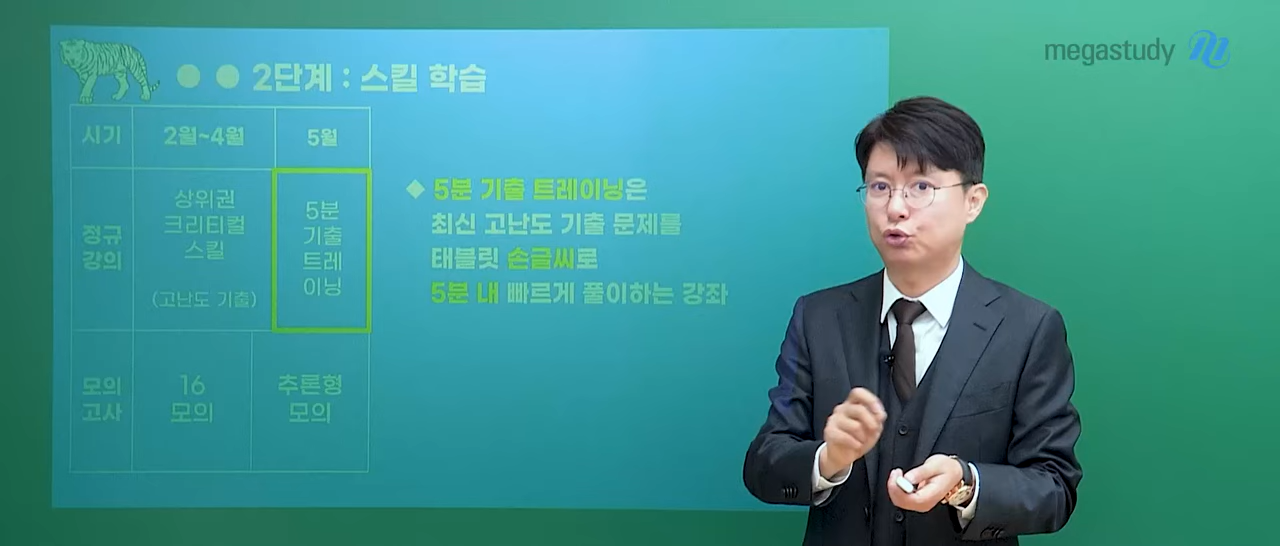 megastudy
2단계 : 스킬 학습
시기
2월~4월
5월
정규
강의
상위권
크리티컬
스킬
(고난도 기출)
5분
기출
트레
이닝
모의
고사
16
모의
추론형
모의
◆ 5분 기출 트레이닝은
최신 고난도 기출 문제를
태블릿 손글씨로
5분 내 빠르게 풀이하는 강좌